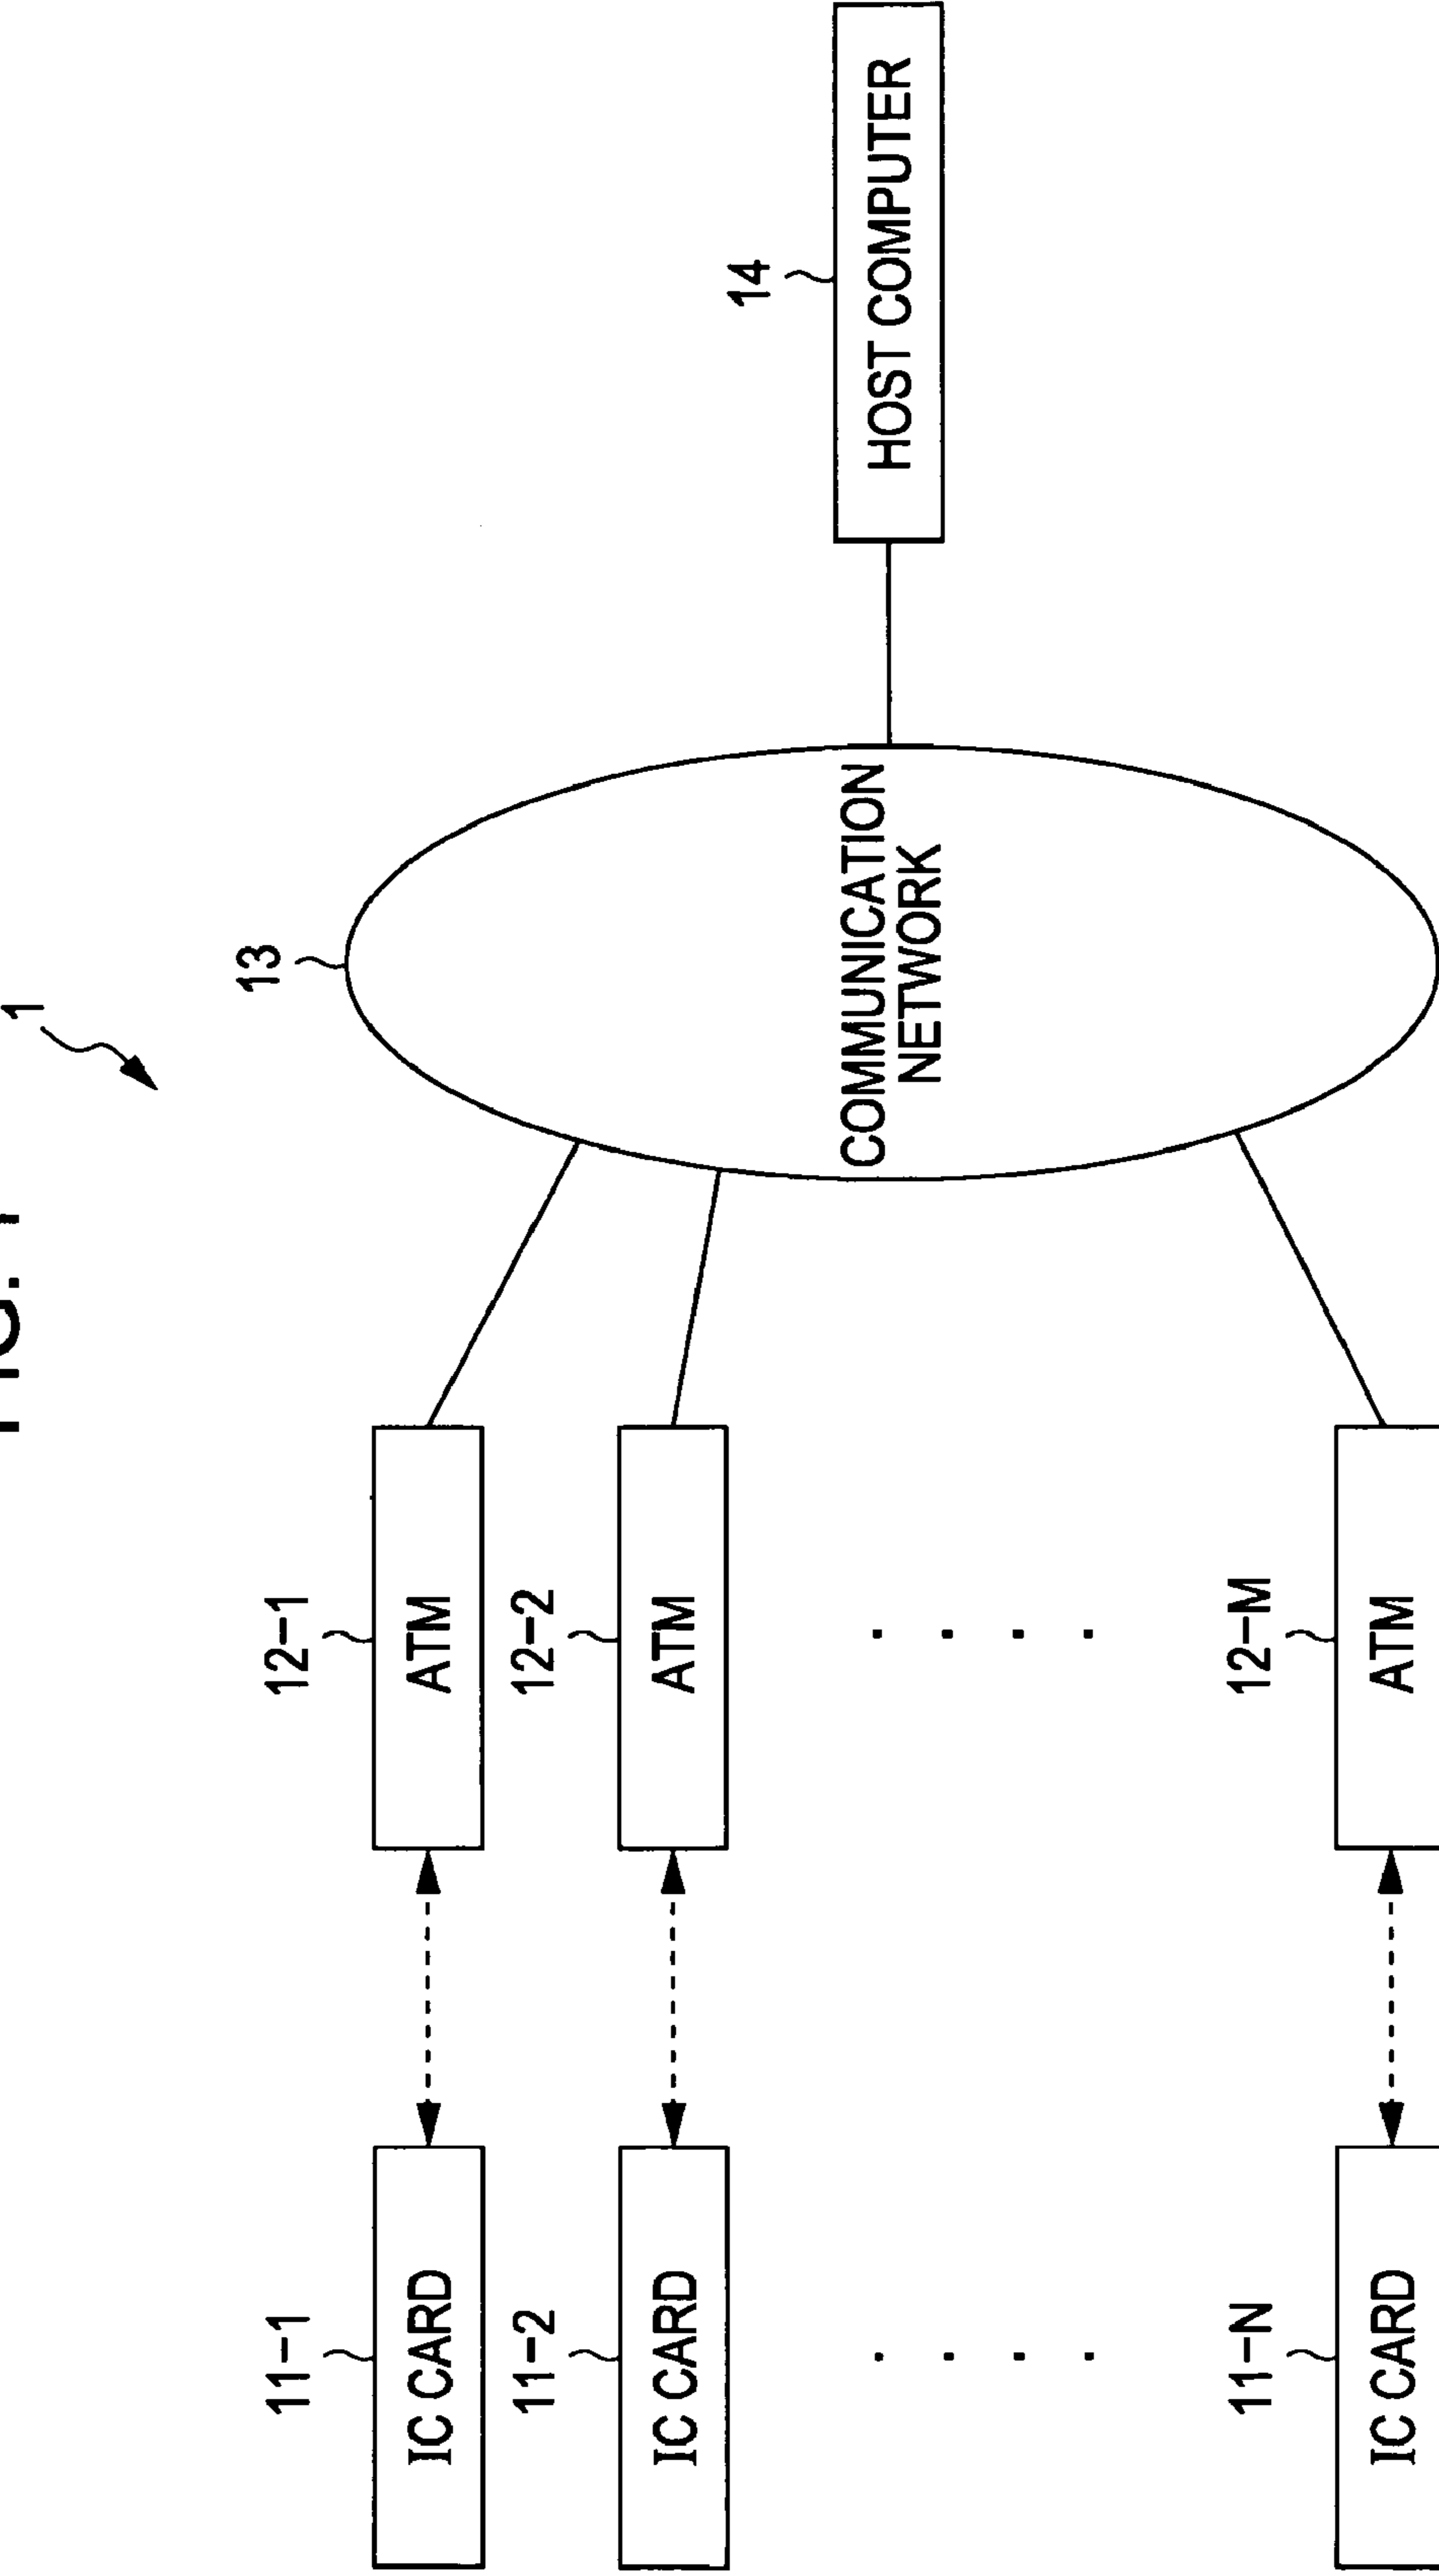 FIG. 1
1
11-1
IC CARD
12-1
ATM
11-2
IC CARD
12-2
ATM
. . . .
. . . .
11-N
IC CARD
12-M
ATM
13
COMMUNICATION
NETWORK
14
HOST COMPUTER